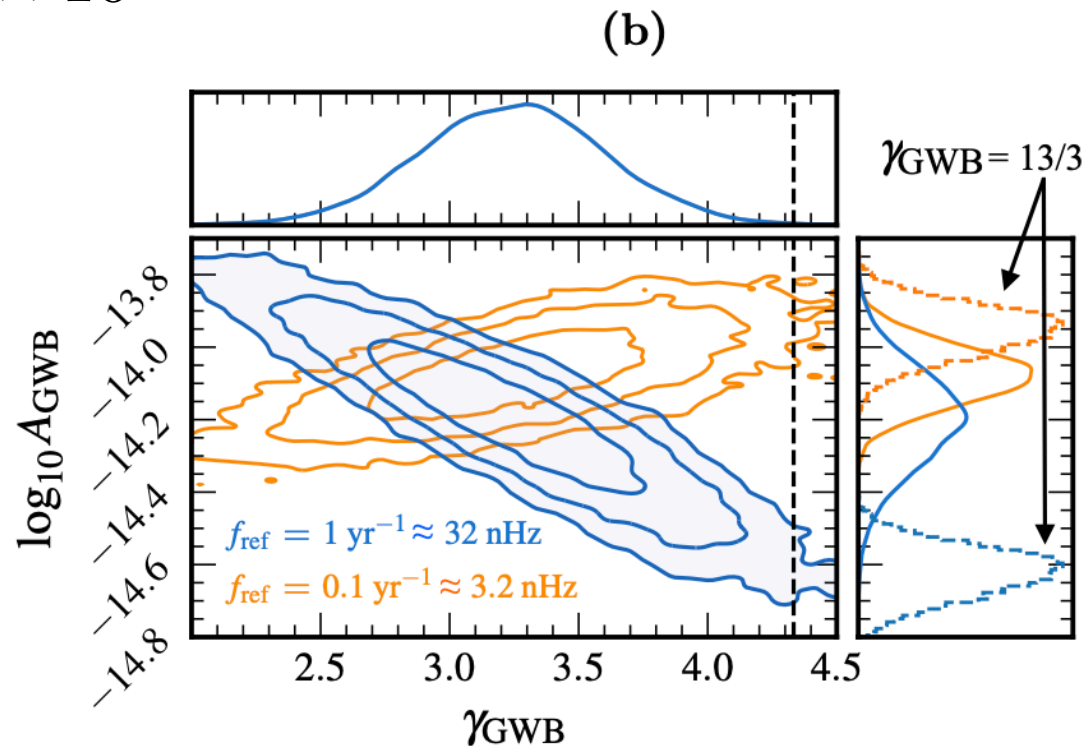 (b)
γGWB = 13/3
log₁₀ AGWB
−13.8
−14.0
−14.2
−14.4
−14.6
−14.8
fref = 1 yr⁻¹ ≈ 32 nHz
fref = 0.1 yr⁻¹ ≈ 3.2 nHz
2.5 3.0 3.5 4.0 4.5
γGWB